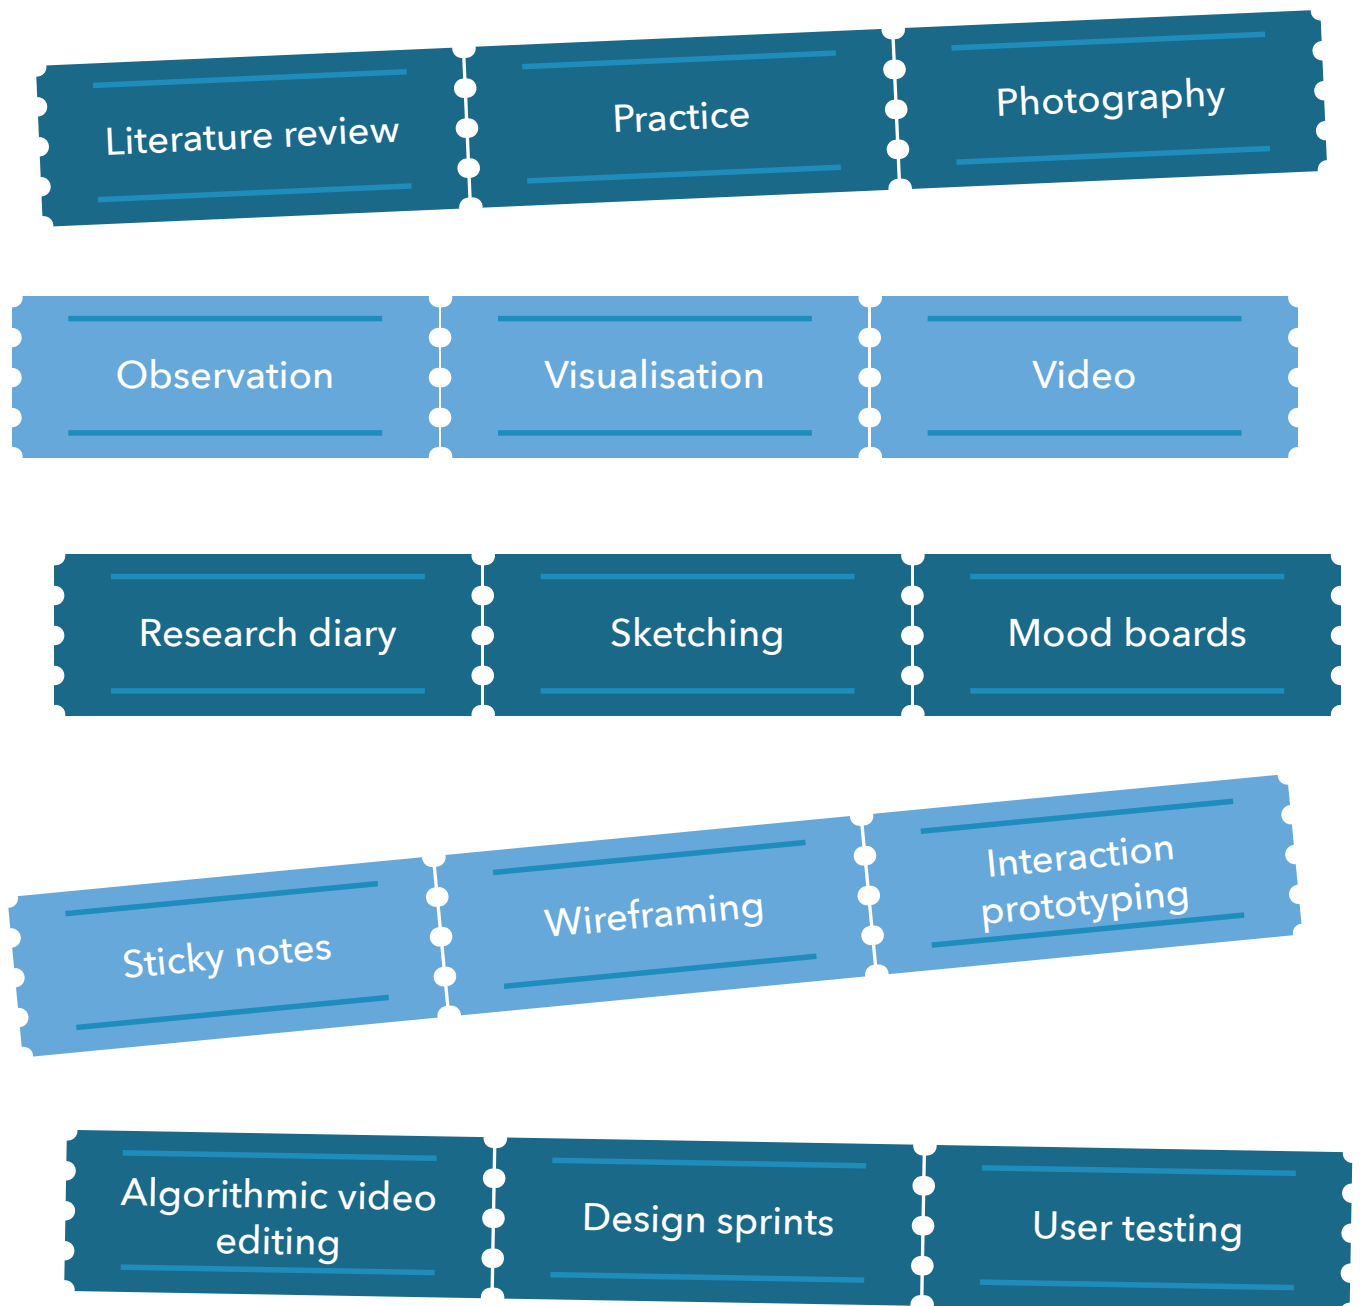 Literature review
Practice
Photography
Observation
Visualisation
Video
Research diary
Sketching
Mood boards
Sticky notes
Wireframing
Interaction
prototyping
Algorithmic video
editing
Design sprints
User testing